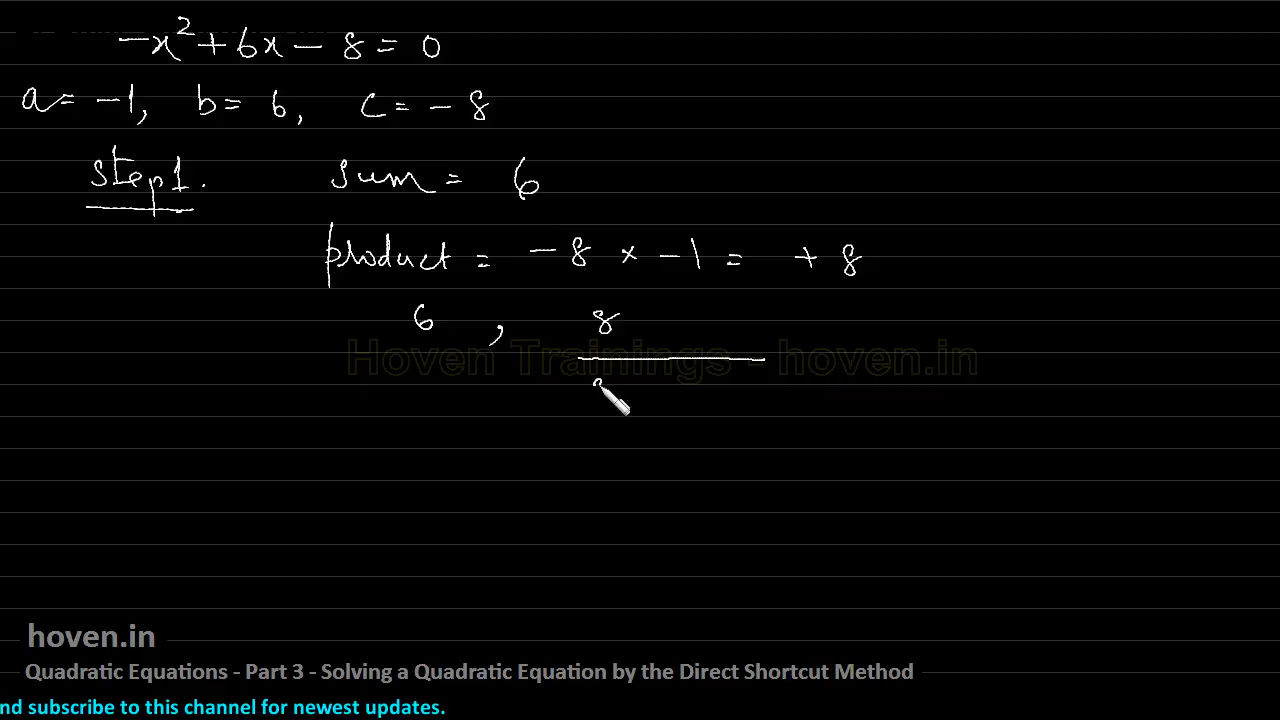 -x²+6x-8=0
a=-1, b=6, c=-8
step1. sum = 6
product = -8 x -1 = +8
6 , 8
Hoven Trainings - hoven.in
hoven.in
Quadratic Equations - Part 3 - Solving a Quadratic Equation by the Direct Shortcut Method
nd subscribe to this channel for newest updates.